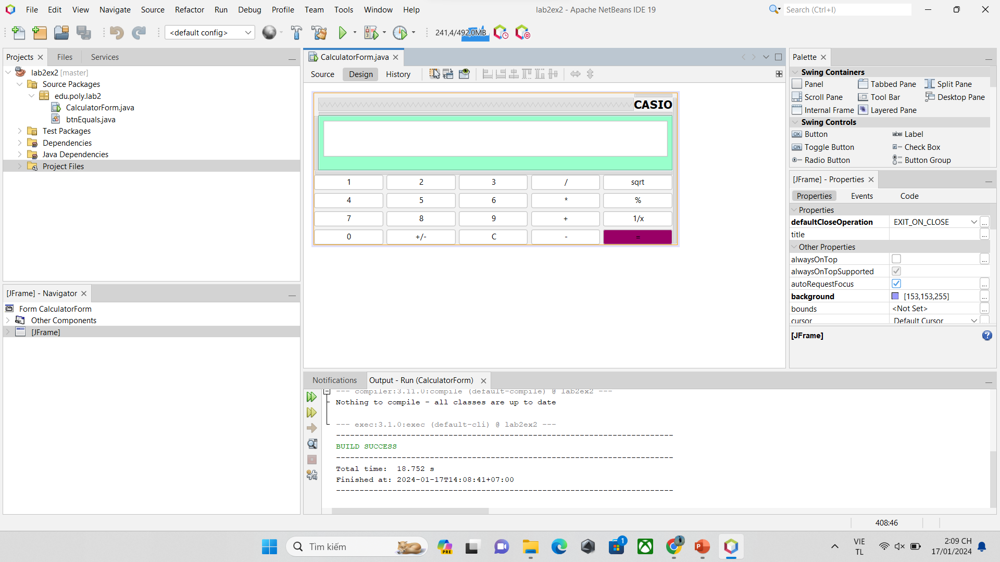 File Edit View Navigate Source Refactor Run Debug Profile Team Tools Window Help
lab2ex2 - Apache NetBeans IDE 19
Search (Ctrl+I)
<default config>
241,4/492,0MB
Projects
Files
Services
lab2ex2 [master]
Source Packages
edu.poly.lab2
CalculatorForm.java
btnEquals.java
Test Packages
Dependencies
Java Dependencies
Project Files
[JFrame] - Navigator
Form CalculatorForm
Other Components
[JFrame]
CalculatorForm.java
Source Design History
CASIO
1 2 3 / sqrt
4 5 6 * %
7 8 9 + 1/x
0 +/- C - =
Palette
Swing Containers
Panel Tabbed Pane Split Pane
Scroll Pane Tool Bar Desktop Pane
Internal Frame Layered Pane
Swing Controls
Button Label
Toggle Button Check Box
Radio Button Button Group
[JFrame] - Properties
Properties Events Code
Properties
defaultCloseOperation EXIT_ON_CLOSE
title
Other Properties
alwaysOnTop
alwaysOnTopSupported
autoRequestFocus
background [153,153,255]
bounds <Not Set>
cursor Default Cursor
[JFrame]
Notifications
Output - Run (CalculatorForm)
--- compiler:3.11.0:compile (default-compile) @ lab2ex2 ---
Nothing to compile - all classes are up to date
--- exec:3.1.0:exec (default-cli) @ lab2ex2 ---
------------------------------------------------------------------------
BUILD SUCCESS
------------------------------------------------------------------------
Total time:  18.752 s
Finished at: 2024-01-17T14:08:41+07:00
------------------------------------------------------------------------
408:46
Tìm kiếm
PRE
1
VIE
TL
2:09 CH
17/01/2024